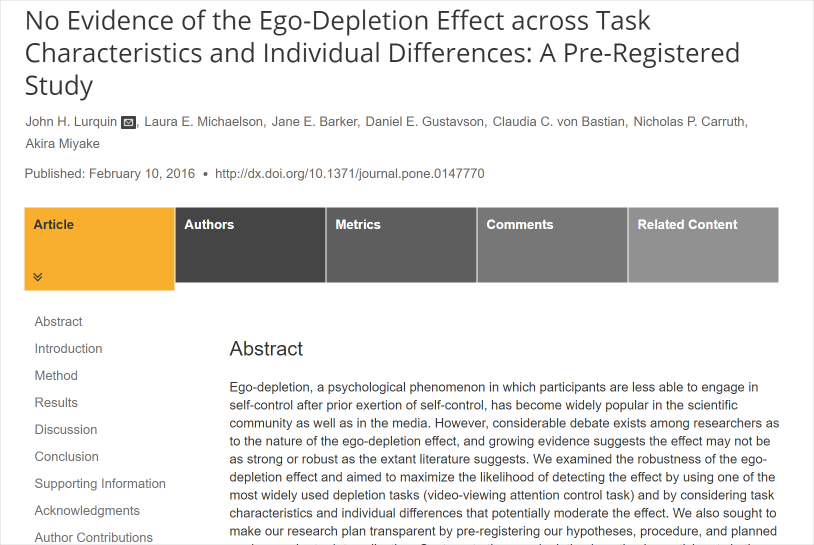 No Evidence of the Ego-Depletion Effect across Task
Characteristics and Individual Differences: A Pre-Registered
Study
John H. Lurquin, Laura E. Michaelson, Jane E. Barker, Daniel E. Gustavson, Claudia C. von Bastian, Nicholas P. Carruth,
Akira Miyake
Published: February 10, 2016 • http://dx.doi.org/10.1371/journal.pone.0147770
Article
Authors
Metrics
Comments
Related Content
Abstract
Introduction
Method
Results
Discussion
Conclusion
Supporting Information
Acknowledgments
Author Contributions
Abstract
Ego-depletion, a psychological phenomenon in which participants are less able to engage in
self-control after prior exertion of self-control, has become widely popular in the scientific
community as well as in the media. However, considerable debate exists among researchers as
to the nature of the ego-depletion effect, and growing evidence suggests the effect may not be
as strong or robust as the extant literature suggests. We examined the robustness of the ego-
depletion effect and aimed to maximize the likelihood of detecting the effect by using one of the
most widely used depletion tasks (video-viewing attention control task) and by considering task
characteristics and individual differences that potentially moderate the effect. We also sought to
make our research plan transparent by pre-registering our hypotheses, procedure, and planned